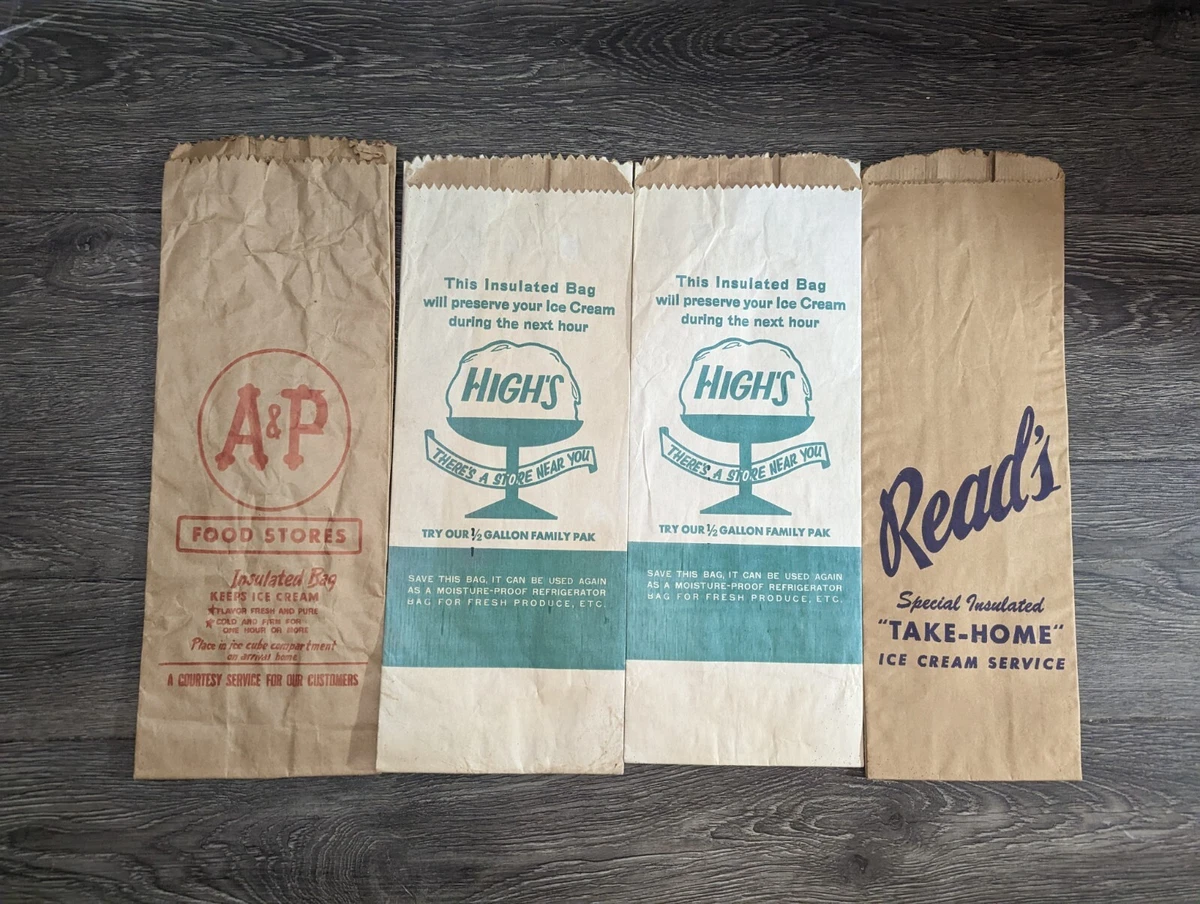 A&P
FOOD STORES
Insulated Bag
KEEPS ICE CREAM
★FLAVOR FRESH AND PURE
★COLD AND FIRM FOR
ONE HOUR OR MORE
Place in ice cube compartment
on arrival home
A COURTESY SERVICE FOR OUR CUSTOMERS
This Insulated Bag
will preserve your Ice Cream
during the next hour
HIGH'S
THERE'S A STORE NEAR YOU
TRY OUR ½ GALLON FAMILY PAK
SAVE THIS BAG, IT CAN BE USED AGAIN
AS A MOISTURE-PROOF REFRIGERATOR
BAG FOR FRESH PRODUCE, ETC.
This Insulated Bag
will preserve your Ice Cream
during the next hour
HIGH'S
THERE'S A STORE NEAR YOU
TRY OUR ½ GALLON FAMILY PAK
SAVE THIS BAG, IT CAN BE USED AGAIN
AS A MOISTURE-PROOF REFRIGERATOR
BAG FOR FRESH PRODUCE, ETC.
Read's
Special Insulated
"TAKE-HOME"
ICE CREAM SERVICE